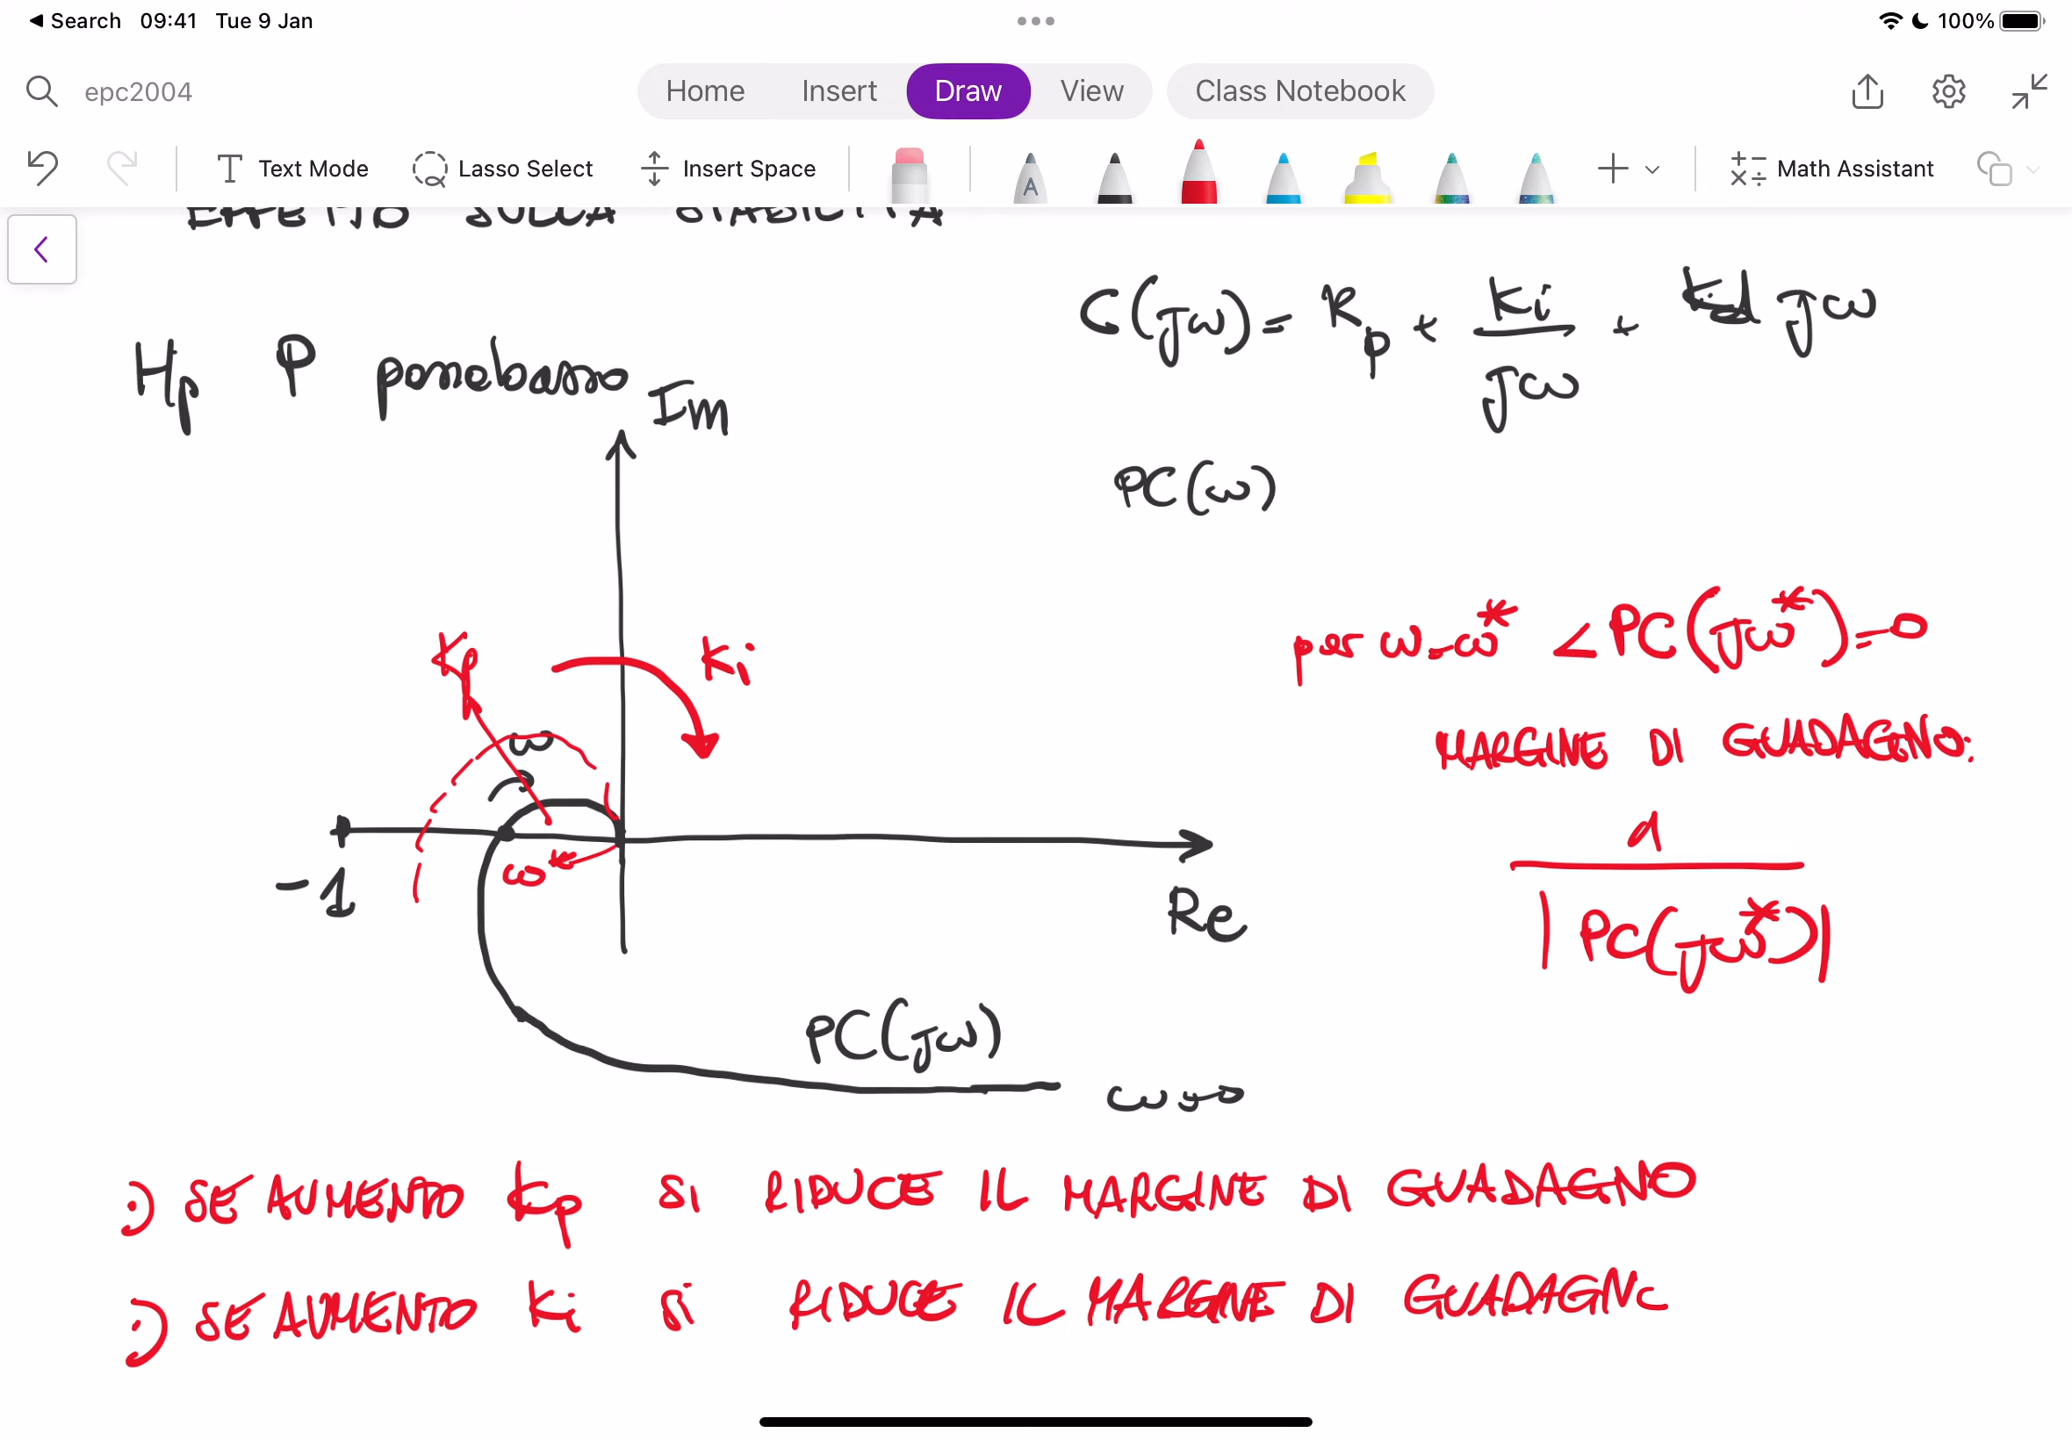 Search 09:41 Tue 9 Jan 100%
epc2004 Home Insert Draw View Class Notebook
Text Mode Lasso Select Insert Space A Math Assistant
EFFETTO SULLA STABILITÀ
C(jω) = Kp + Ki/jω + Kd jω
Hp P passabasso
Im
PC(ω)
Kp
Ki
per ω=ω* ∠PC(jω*)=0
MARGINE DI GUADAGNO:
ω
1
|PC(jω*)|
-1
ω*
Re
PC(jω)
ω→0
:) SE AUMENTO Kp SI RIDUCE IL MARGINE DI GUADAGNO
:) SE AUMENTO Ki SI RIDUCE IL MARGINE DI GUADAGNO